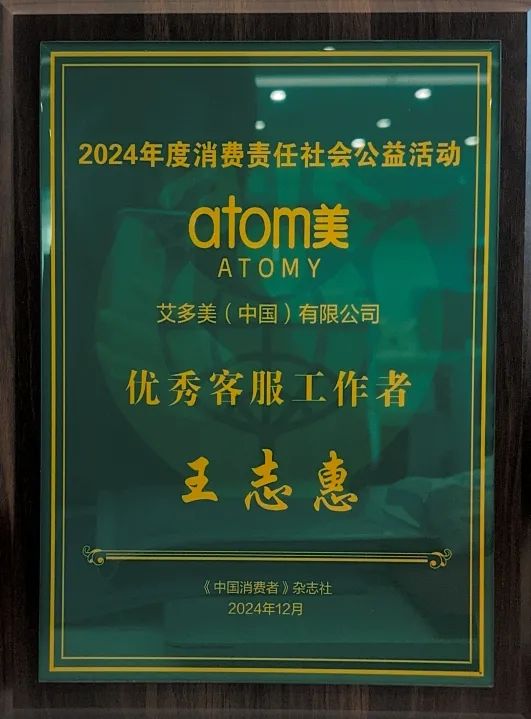 2024年度消费责任社会公益活动
atom美
ATOMY
艾多美（中国）有限公司
优秀客服工作者
王志惠
《中国消费者》杂志社
2024年12月